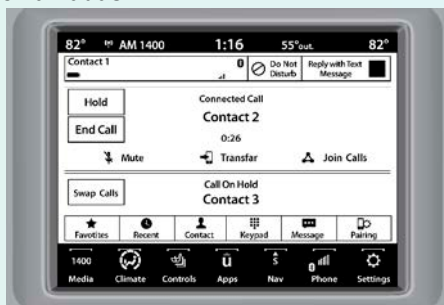 82° AM 1400 1:16 55°out. 82°
Contact 1 0 Do Not Disturb Reply with Text Message
Hold
Connected Call
Contact 2
End Call
0:26
Mute Transfar Join Calls
Swap Calls
Call On Hold
Contact 3
Favotites Recent Contact Keypad Message Pairing
1400 ü S 0
Media Climate Controls Apps Nav Phone Settings